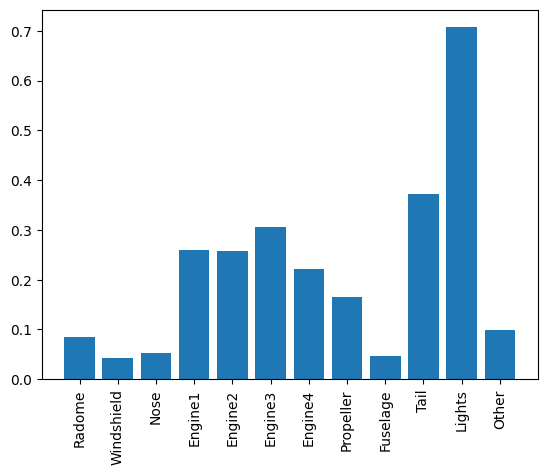 0.7
0.6
0.5
0.4
0.3
0.2
0.1
0.0
Radome
Windshield
Nose
Engine1
Engine2
Engine3
Engine4
Propeller
Fuselage
Tail
Lights
Other